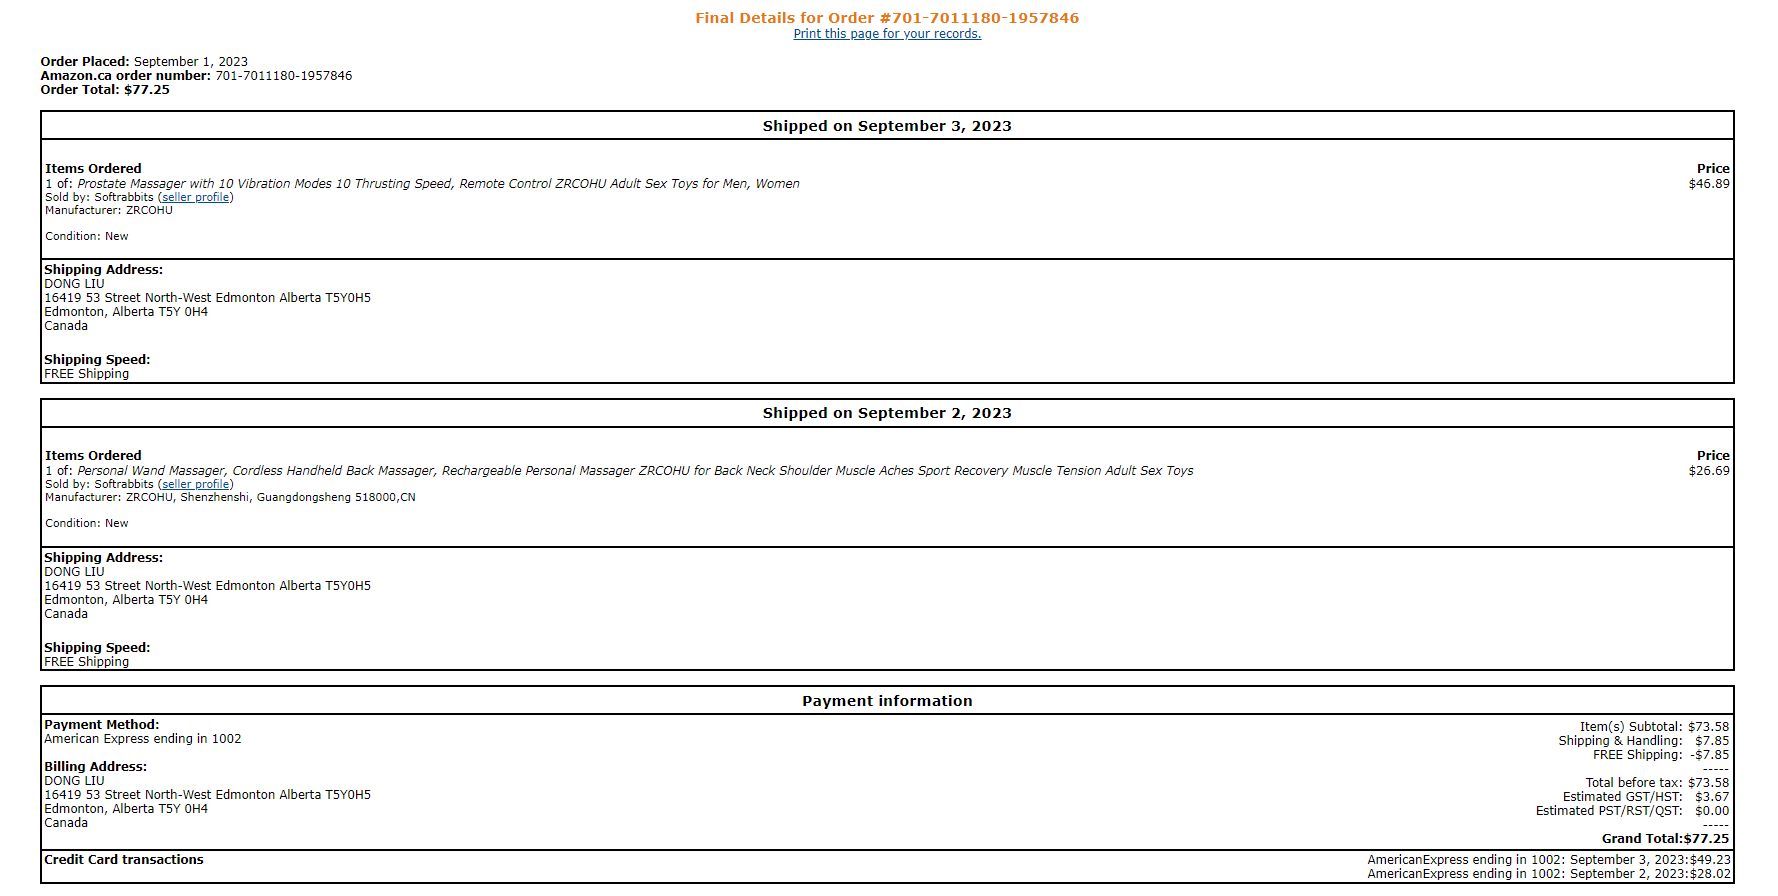 Final Details for Order #701-7011180-1957846
Print this page for your records.
Order Placed: September 1, 2023
Amazon.ca order number: 701-7011180-1957846
Order Total: $77.25
Shipped on September 3, 2023
Items Ordered Price
1 of: Prostate Massager with 10 Vibration Modes 10 Thrusting Speed, Remote Control ZRCOHU Adult Sex Toys for Men, Women $46.89
Sold by: Softrabbits (seller profile)
Manufacturer: ZRCOHU
Condition: New
Shipping Address:
DONG LIU
16419 53 Street North-West Edmonton Alberta T5Y0H5
Edmonton, Alberta T5Y 0H4
Canada
Shipping Speed:
FREE Shipping
Shipped on September 2, 2023
Items Ordered Price
1 of: Personal Wand Massager, Cordless Handheld Back Massager, Rechargeable Personal Massager ZRCOHU for Back Neck Shoulder Muscle Aches Sport Recovery Muscle Tension Adult Sex Toys $26.69
Sold by: Softrabbits (seller profile)
Manufacturer: ZRCOHU, Shenzhenshi, Guangdongsheng 518000,CN
Condition: New
Shipping Address:
DONG LIU
16419 53 Street North-West Edmonton Alberta T5Y0H5
Edmonton, Alberta T5Y 0H4
Canada
Shipping Speed:
FREE Shipping
Payment information
Payment Method:
American Express ending in 1002
Billing Address:
DONG LIU
16419 53 Street North-West Edmonton Alberta T5Y0H5
Edmonton, Alberta T5Y 0H4
Canada
Item(s) Subtotal: $73.58
Shipping & Handling: $7.85
FREE Shipping: -$7.85
-----
Total before tax: $73.58
Estimated GST/HST: $3.67
Estimated PST/RST/QST: $0.00
-----
Grand Total:$77.25
Credit Card transactions
AmericanExpress ending in 1002: September 3, 2023:$49.23
AmericanExpress ending in 1002: September 2, 2023:$28.02